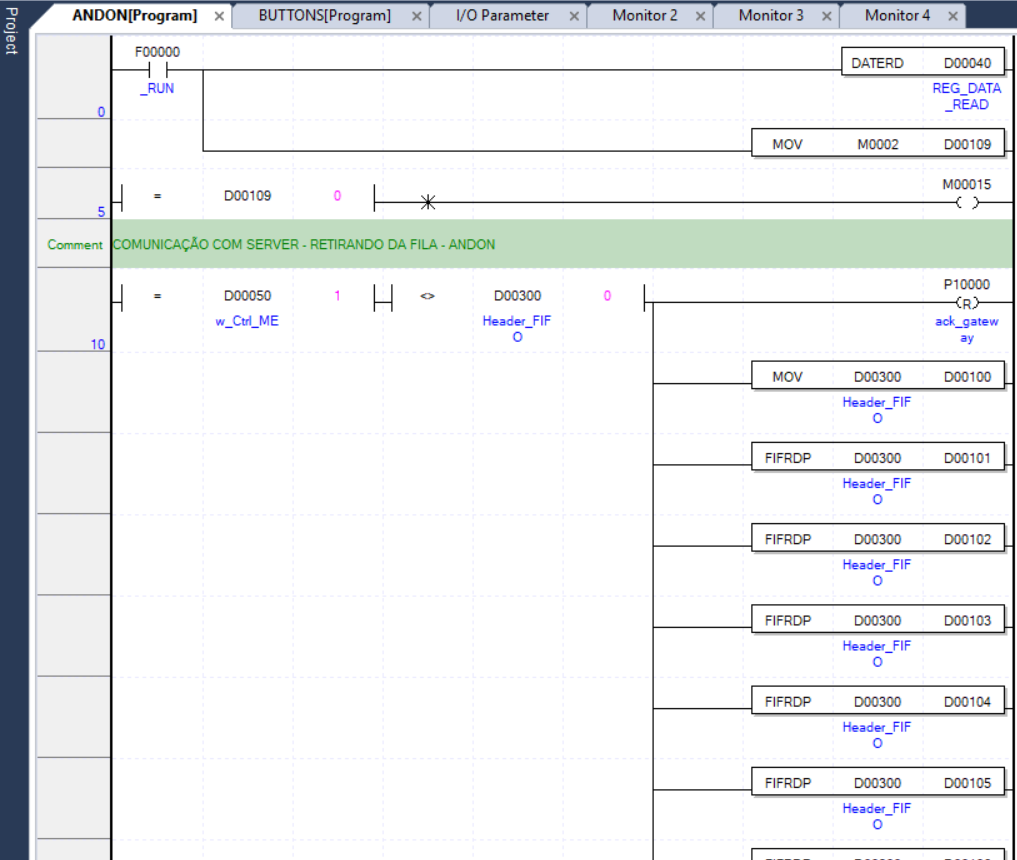 Project
ANDON[Program] × BUTTONS[Program] × I/O Parameter × Monitor 2 × Monitor 3 × Monitor 4 ×
F00000
_RUN
DATERD D00040
REG_DATA
_READ
0
MOV M0002 D00109
= D00109 0
M00015
5
Comment COMUNICAÇÃO COM SERVER - RETIRANDO DA FILA - ANDON
P10000
= D00050 1 <> D00300 0
R
w_Ctrl_ME Header_FIF
O
ack_gatew
ay
10
MOV D00300 D00100
Header_FIF
O
FIFRDP D00300 D00101
Header_FIF
O
FIFRDP D00300 D00102
Header_FIF
O
FIFRDP D00300 D00103
Header_FIF
O
FIFRDP D00300 D00104
Header_FIF
O
FIFRDP D00300 D00105
Header_FIF
O